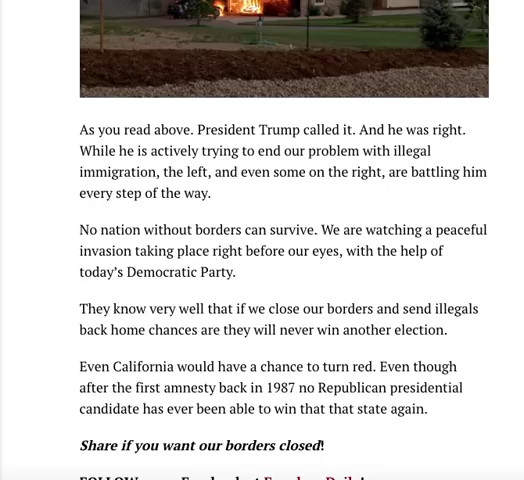 As you read above. President Trump called it. And he was right.
While he is actively trying to end our problem with illegal
immigration, the left, and even some on the right, are battling him
every step of the way.
No nation without borders can survive. We are watching a peaceful
invasion taking place right before our eyes, with the help of
today’s Democratic Party.
They know very well that if we close our borders and send illegals
back home chances are they will never win another election.
Even California would have a chance to turn red. Even though
after the first amnesty back in 1987 no Republican presidential
candidate has ever been able to win that that state again.
Share if you want our borders closed!